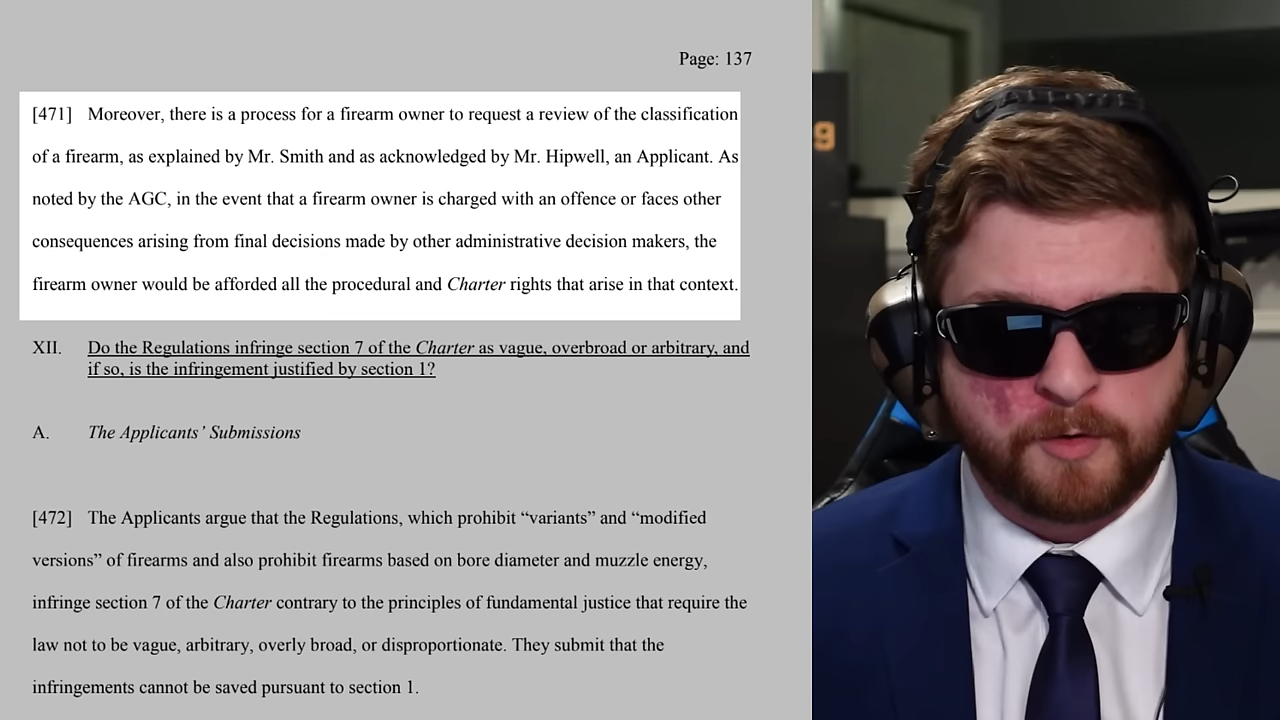 Page: 137
[471] Moreover, there is a process for a firearm owner to request a review of the classification
of a firearm, as explained by Mr. Smith and as acknowledged by Mr. Hipwell, an Applicant. As
noted by the AGC, in the event that a firearm owner is charged with an offence or faces other
consequences arising from final decisions made by other administrative decision makers, the
firearm owner would be afforded all the procedural and Charter rights that arise in that context.
XII. Do the Regulations infringe section 7 of the Charter as vague, overbroad or arbitrary, and
if so, is the infringement justified by section 1?
A. The Applicants’ Submissions
[472] The Applicants argue that the Regulations, which prohibit “variants” and “modified
versions” of firearms and also prohibit firearms based on bore diameter and muzzle energy,
infringe section 7 of the Charter contrary to the principles of fundamental justice that require the
law not to be vague, arbitrary, overly broad, or disproportionate. They submit that the
infringements cannot be saved pursuant to section 1.
9